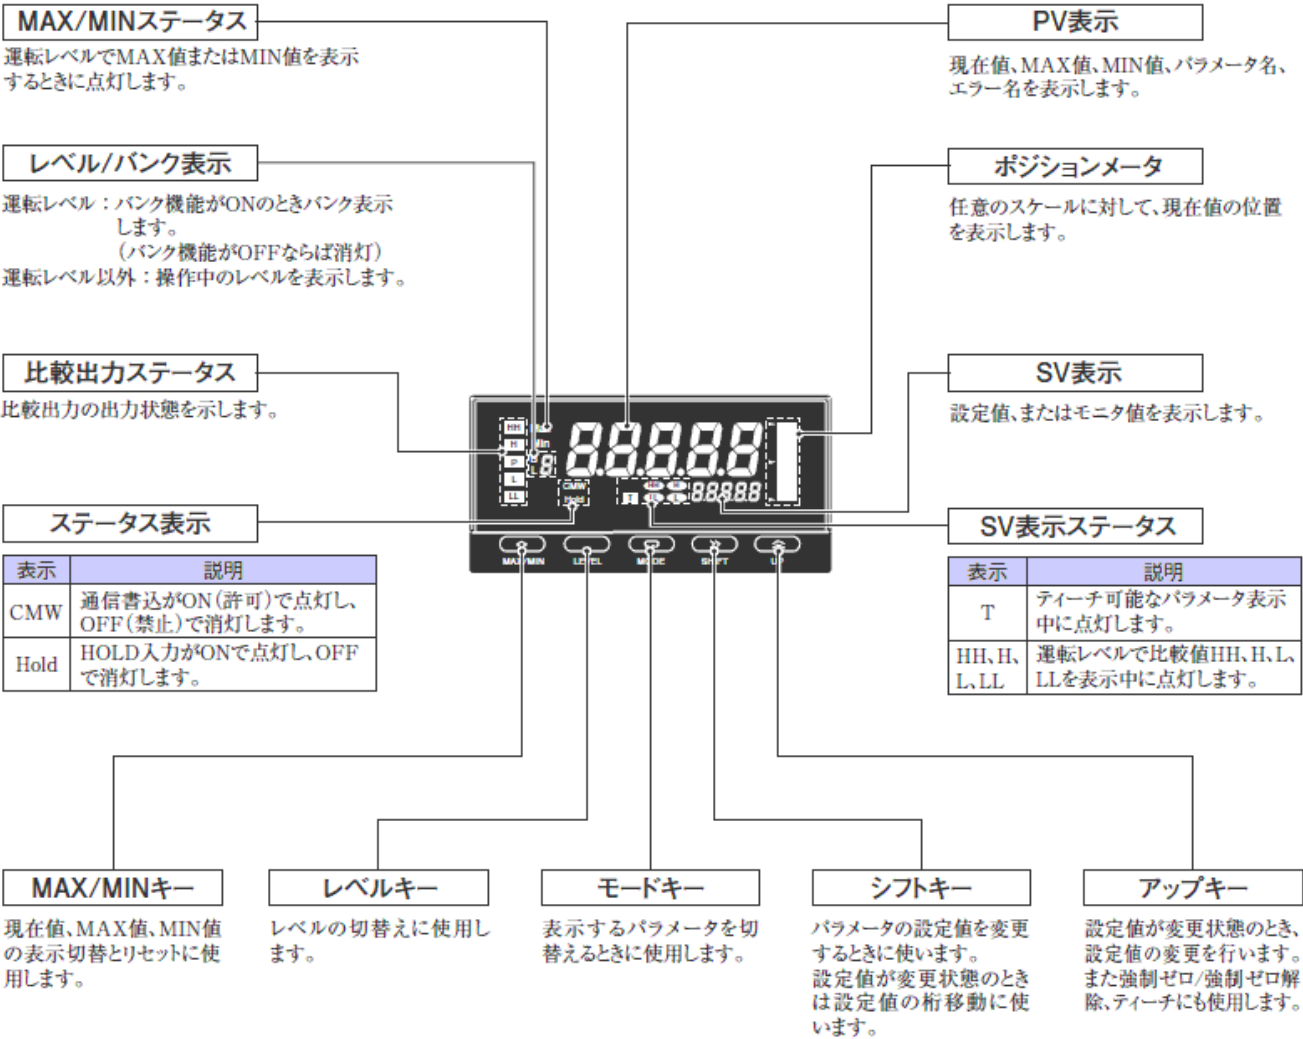 MAX/MINステータス
運転レベルでMAX値またはMIN値を表示
するときに点灯します。
レベル/バンク表示
運転レベル：バンク機能がONのときバンク表示
します。
（バンク機能がOFFならば消灯）
運転レベル以外：操作中のレベルを表示します。
比較出力ステータス
比較出力の出力状態を示します。
ステータス表示
表示 説明
CMW 通信書込がON（許可）で点灯し、
OFF（禁止）で消灯します。
Hold HOLD入力がONで点灯し、OFF
で消灯します。
PV表示
現在値、MAX値、MIN値、パラメータ名、
エラー名を表示します。
ポジションメータ
任意のスケールに対して、現在値の位置
を表示します。
SV表示
設定値、またはモニタ値を表示します。
SV表示ステータス
表示 説明
T ティーチ可能なパラメータ表示
中に点灯します。
HH、H、 運転レベルで比較値HH、H、L、
L、LL LLを表示中に点灯します。
HH
H
P
L
LL
Min
L 8
88888
CMW
Hold
T
HH H
LL L
88888
MAX/MIN LEVEL MODE SHIFT UP
MAX/MINキー
現在値、MAX値、MIN値
の表示切替とリセットに使
用します。
レベルキー
レベルの切替えに使用し
ます。
モードキー
表示するパラメータを切
替えるときに使用します。
シフトキー
パラメータの設定値を変更
するときに使います。
設定値が変更状態のとき
は設定値の桁移動に使
います。
アップキー
設定値が変更状態のとき、
設定値の変更を行います。
また強制ゼロ/強制ゼロ解
除、ティーチにも使用します。